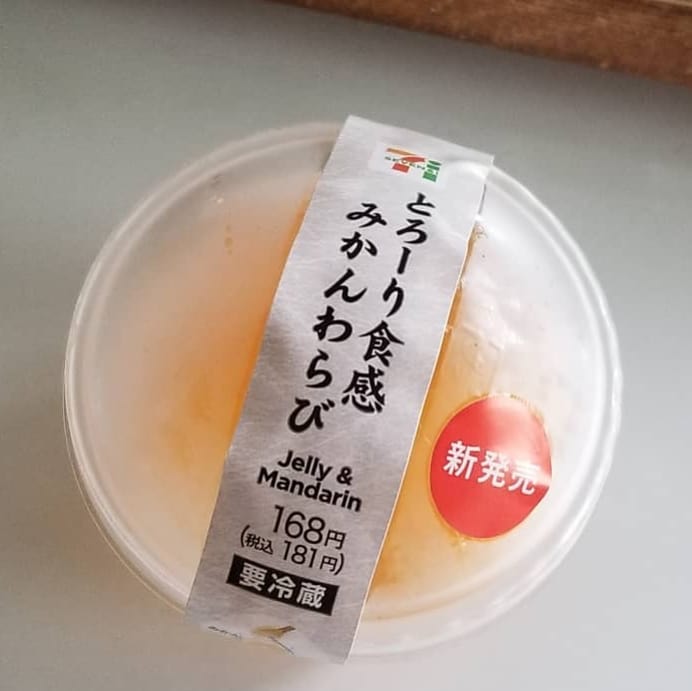 SEVEN&i
とろーり食感
みかんわらび
Jelly &
Mandarin
168円
(税込 181円)
要冷蔵
新発売